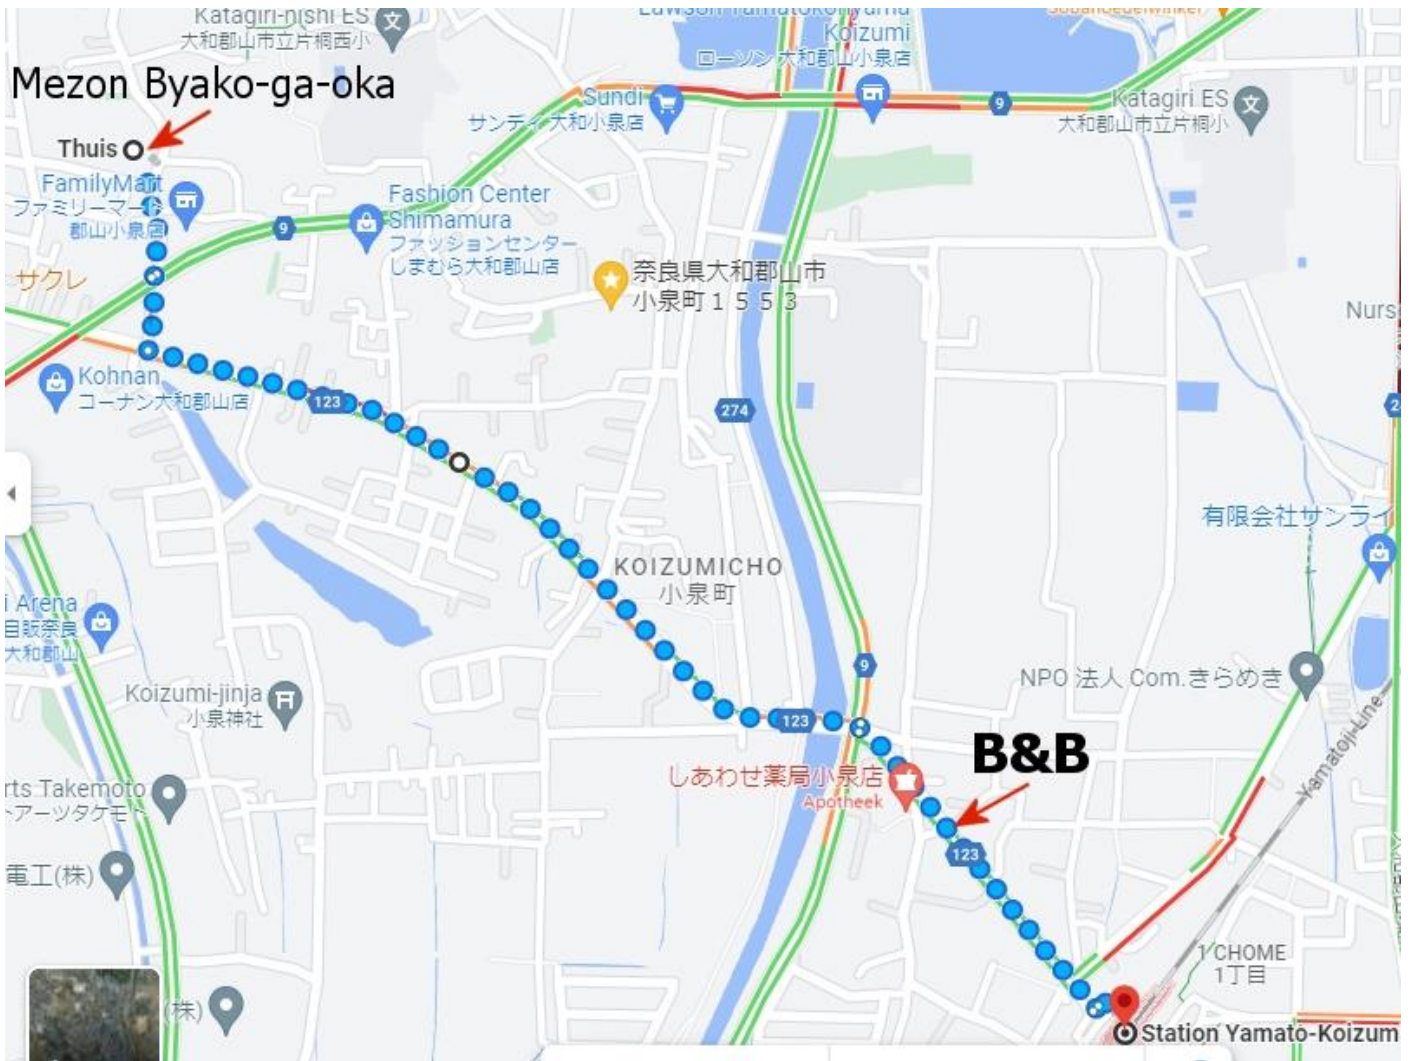 Katagiri-nishi ES
大和郡山市立片桐西小
Koizumi
ローソン 大和郡山小泉店
Mezon Byako-ga-oka
Sundi
サンディ 大和小泉店
9
Katagiri ES
大和郡山市立片桐小
Thuis
FamilyMart
ファミリーマート
郡山小泉店
9
Fashion Center
Shimamura
ファッションセンター
しまむら大和郡山店
サクレ
奈良県大和郡山市
小泉町1553
Nurs
Kohnan
コーナン大和郡山店
123
274
有限会社サンライ
KOIZUMICHO
小泉町
i Arena
自販奈良
大和郡山
9
NPO 法人 Com.きらめき
Koizumi-jinja
小泉神社
123
B&B
しあわせ薬局小泉店
Apotheek
Yamatoji-Line
rts Takemoto
トアーツタケモト
123
電工(株)
1 CHOME
1丁目
(株)
Station Yamato-Koizum